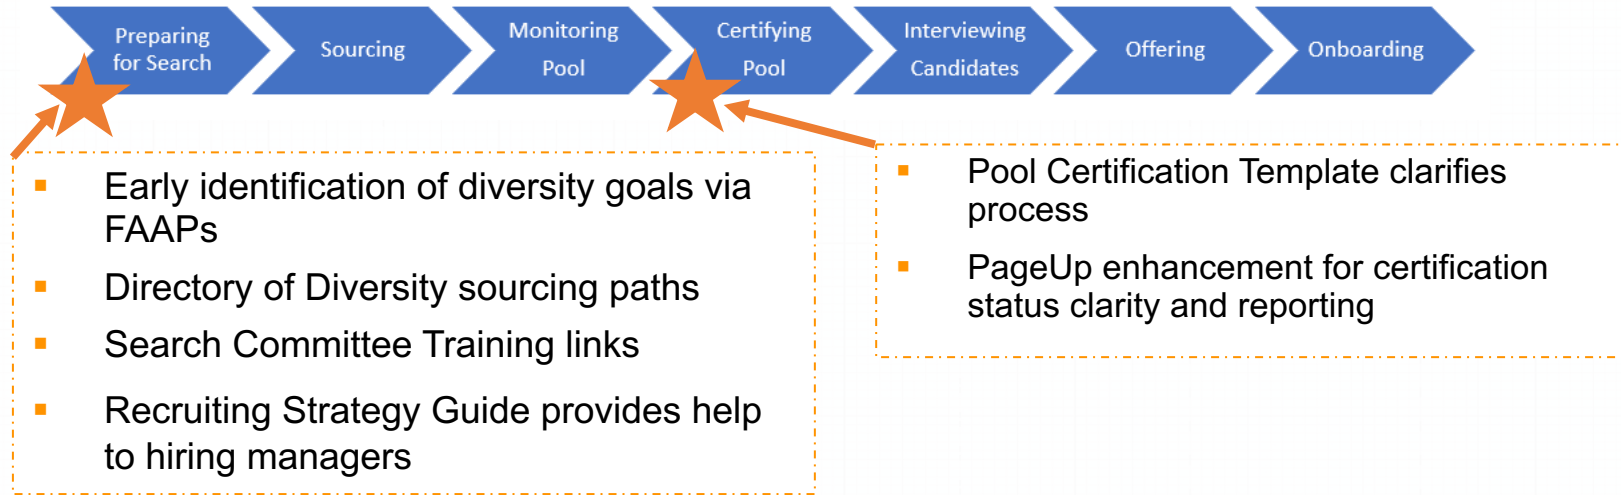 Preparing
for Search
Sourcing
Monitoring
Pool
Certifying
Pool
Interviewing
Candidates
Offering
Onboarding
▪ Early identification of diversity goals via
FAAPs
▪ Directory of Diversity sourcing paths
▪ Search Committee Training links
▪ Recruiting Strategy Guide provides help
to hiring managers
▪ Pool Certification Template clarifies
process
▪ PageUp enhancement for certification
status clarity and reporting